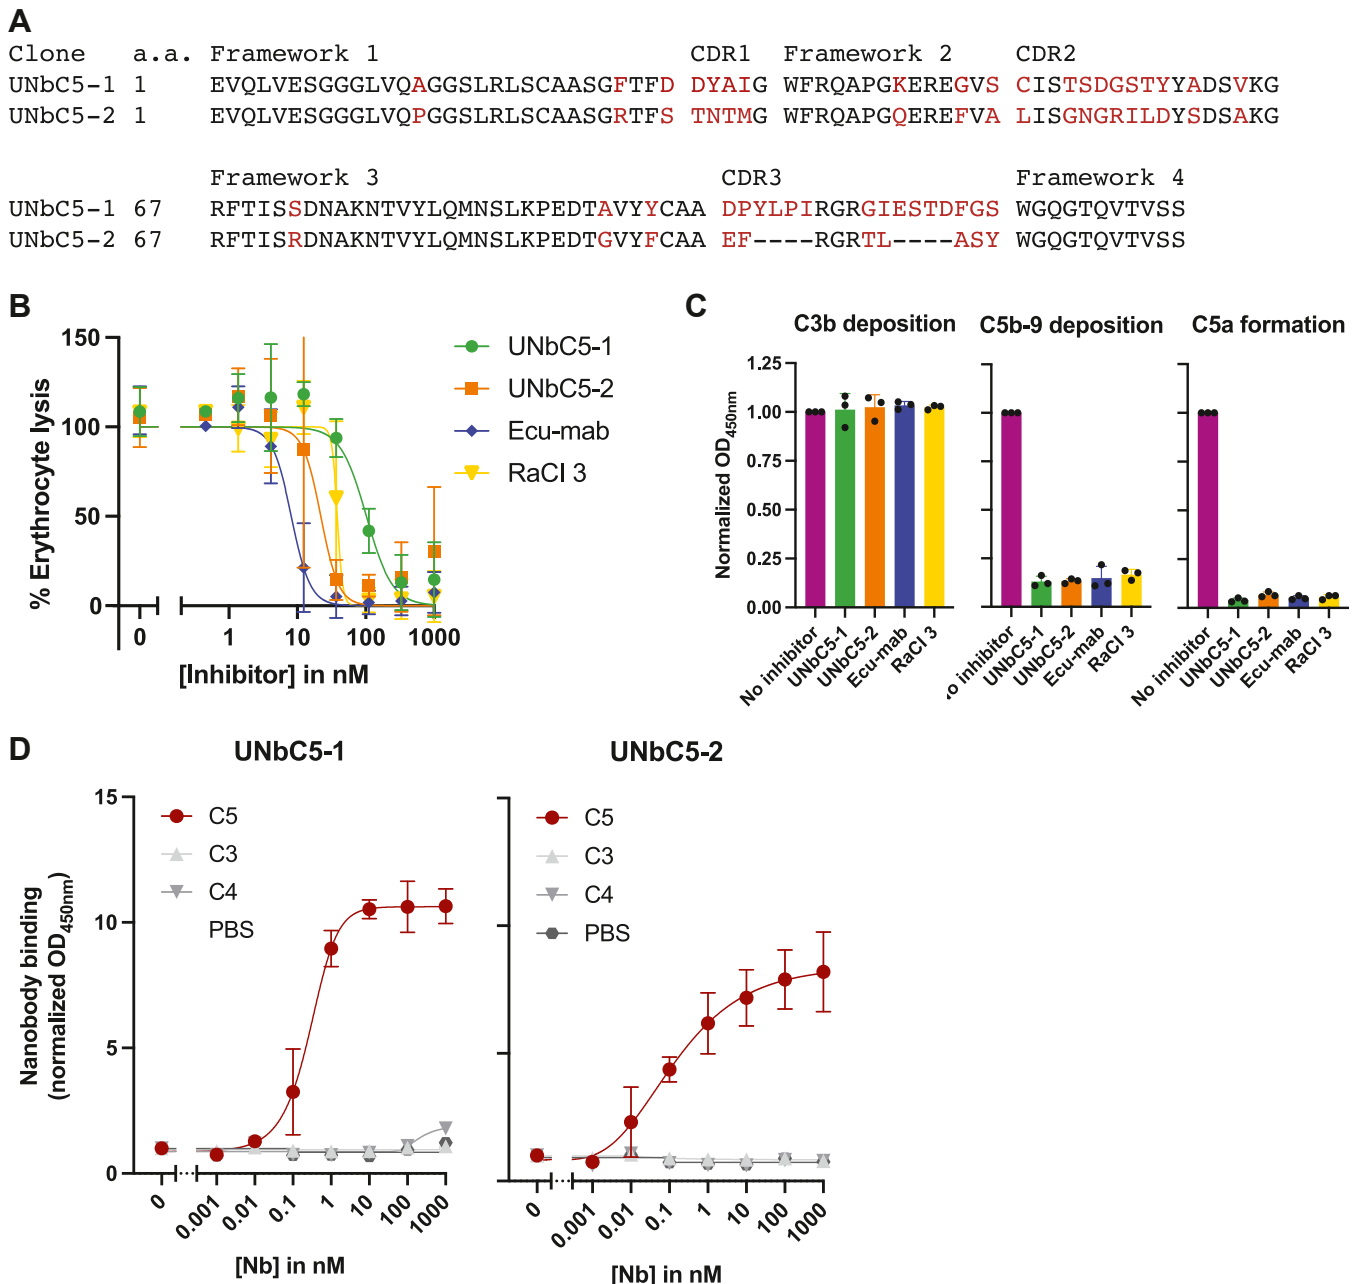 A
Clone a.a. Framework 1 CDR1 Framework 2 CDR2
UNbC5-1 1 EVQLVESGGGLVQAGGSLRLSCAASGFTFD DYAIG WFRQAPGKEREGVS CISTSDGSTYYADSVKG
UNbC5-2 1 EVQLVESGGGLVQPGGSLRLSCAASGRTFS TNTMG WFRQAPGQEREFVA LISGNGRILDYSDSAKG
Framework 3 CDR3 Framework 4
UNbC5-1 67 RFTISSDNAKNTVYLQMNSLKPEDTAVYYCAA DPYLPIRGRGIESTDFGS WGQGTQVTVSS
UNbC5-2 67 RFTISRDNAKNTVYLQMNSLKPEDTGVYFCAA EF----RGRTL----ASY WGQGTQVTVSS
B
% Erythrocyte lysis
150
100
50
0
0 1 10 100 1000
[Inhibitor] in nM
UNbC5-1
UNbC5-2
Ecu-mab
RaCI 3
C
C3b deposition C5b-9 deposition C5a formation
Normalized OD450nm
1.25
1.00
0.75
0.50
0.25
0.00
No inhibitor UNbC5-1 UNbC5-2 Ecu-mab RaCI 3
.o inhibitor UNbC5-1 UNbC5-2 Ecu-mab RaCI 3
No inhibitor UNbC5-1 UNbC5-2 Ecu-mab RaCI 3
D
UNbC5-1
Nanobody binding
(normalized OD450nm)
15
10
5
0
C5
C3
C4
PBS
0 0.001 0.01 0.1 1 10 100 1000
[Nb] in nM
UNbC5-2
C5
C3
C4
PBS
0 0.001 0.01 0.1 1 10 100 1000
[Nb] in nM